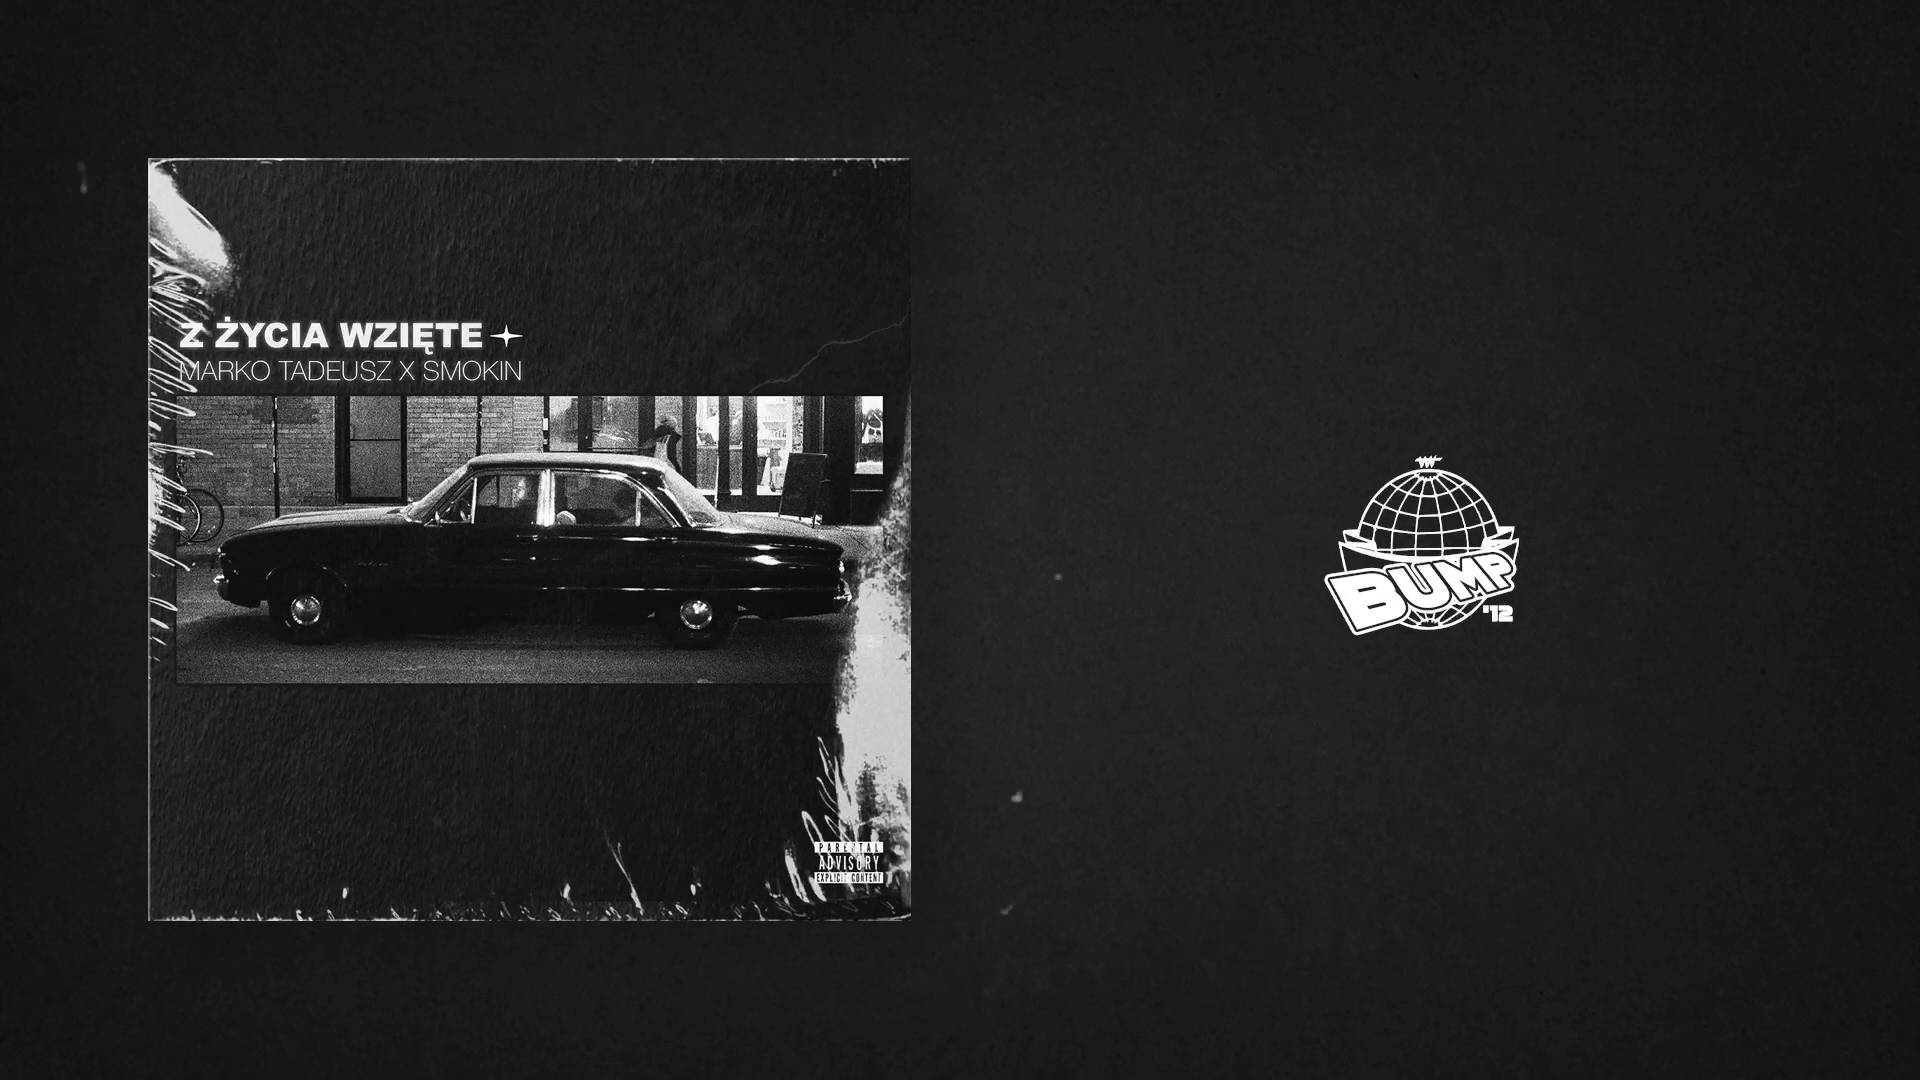 Z ŻYCIA WZIĘTE
MARKO TADEUSZ X SMOKIN
PARENTAL
ADVISORY
EXPLICIT CONTENT
BUMP
'12